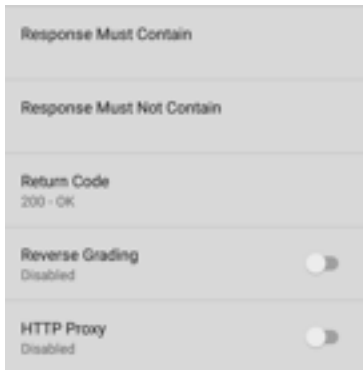 Response Must Contain
Response Must Not Contain
Return Code
200 - OK
Reverse Grading
Disabled
HTTP Proxy
Disabled